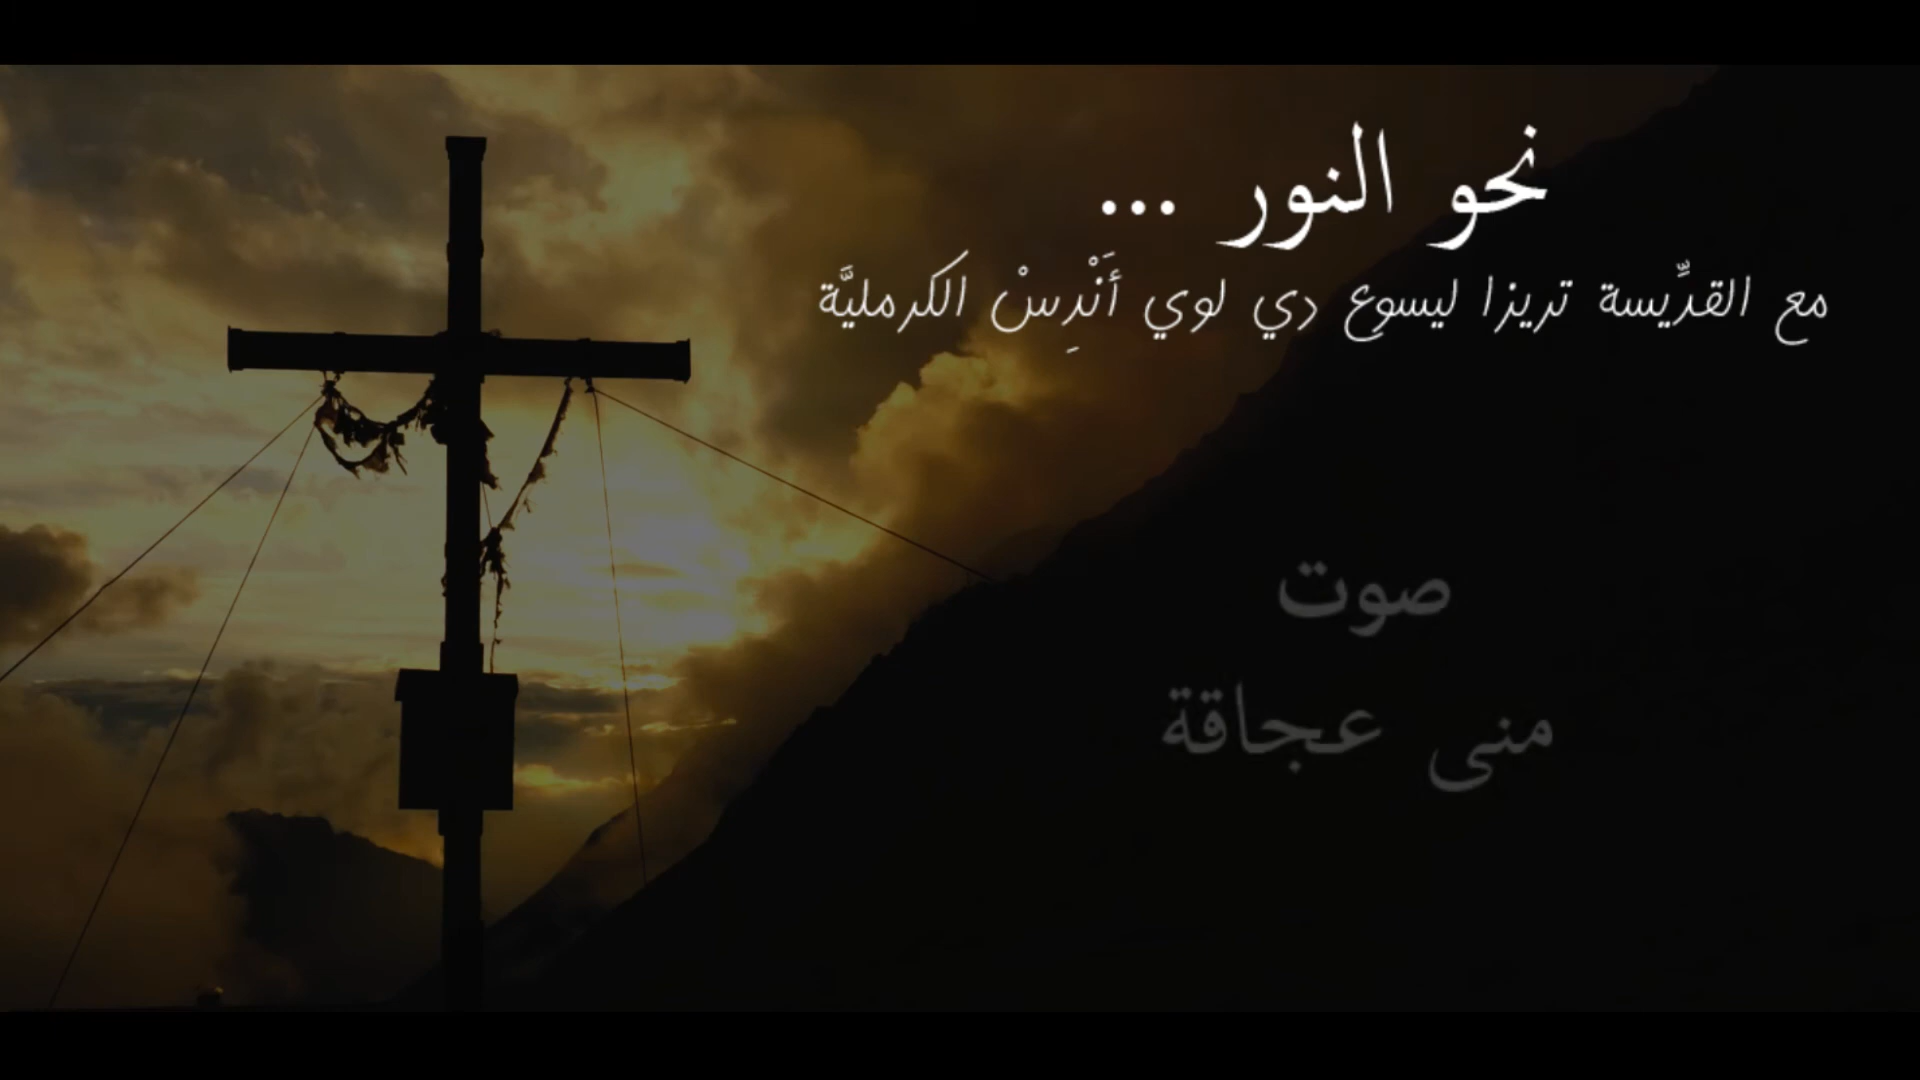 نحو النور ...
مع القدِّيسة تريزا ليسوع دي لوي أَنْدِسْ الكرمليَّة
صوت
منى عجاقة